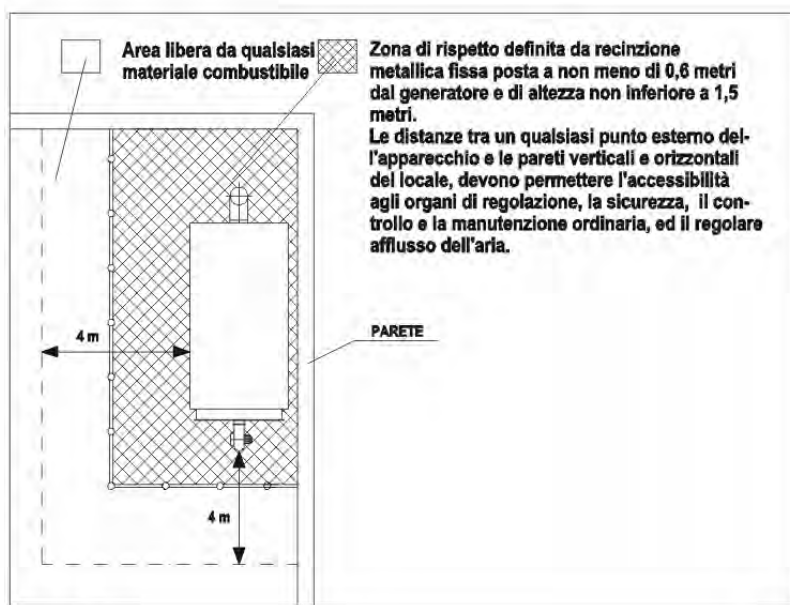 Area libera da qualsiasi
materiale combustibile
Zona di rispetto definita da recinzione
metallica fissa posta a non meno di 0,6 metri
dal generatore e di altezza non inferiore a 1,5
metri.
Le distanze tra un qualsiasi punto esterno del-
l'apparecchio e le pareti verticali e orizzontali
del locale, devono permettere l'accessibilità
agli organi di regolazione, la sicurezza, il con-
trollo e la manutenzione ordinaria, ed il regolare
afflusso dell'aria.
PARETE
4 m
4 m